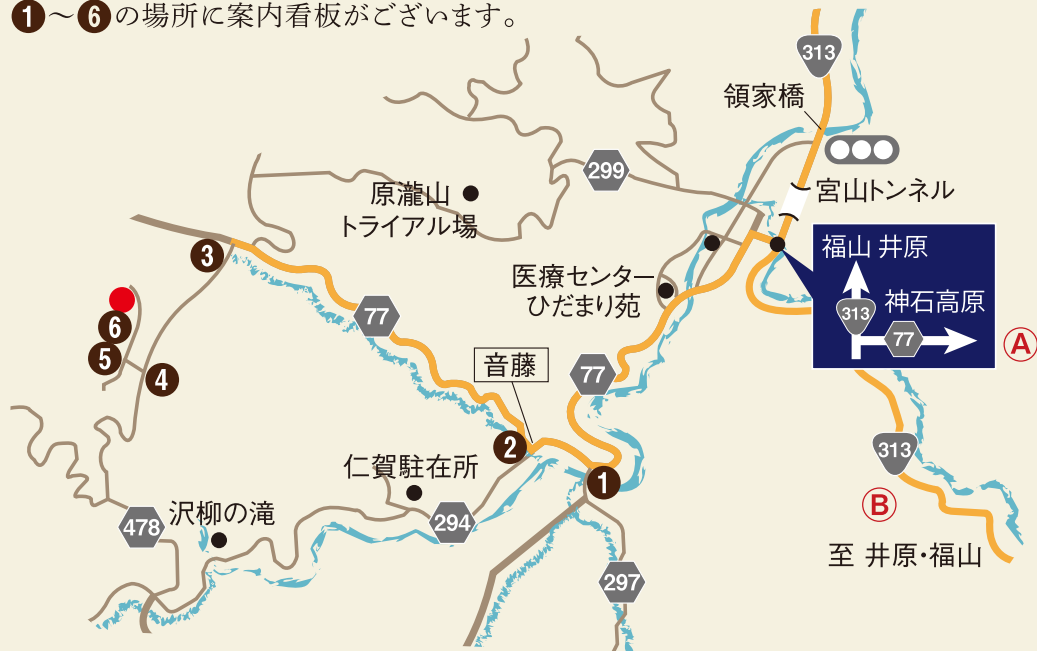 ❶～❻の場所に案内看板がございます。
313
領家橋
299
宮山トンネル
原瀧山
トライアル場
福山 井原
313
神石高原
77
Ⓐ
医療センター
ひだまり苑
3
77
6
5
4
音藤
77
2
1
仁賀駐在所
313
Ⓑ
478
沢柳の滝
294
至 井原・福山
297